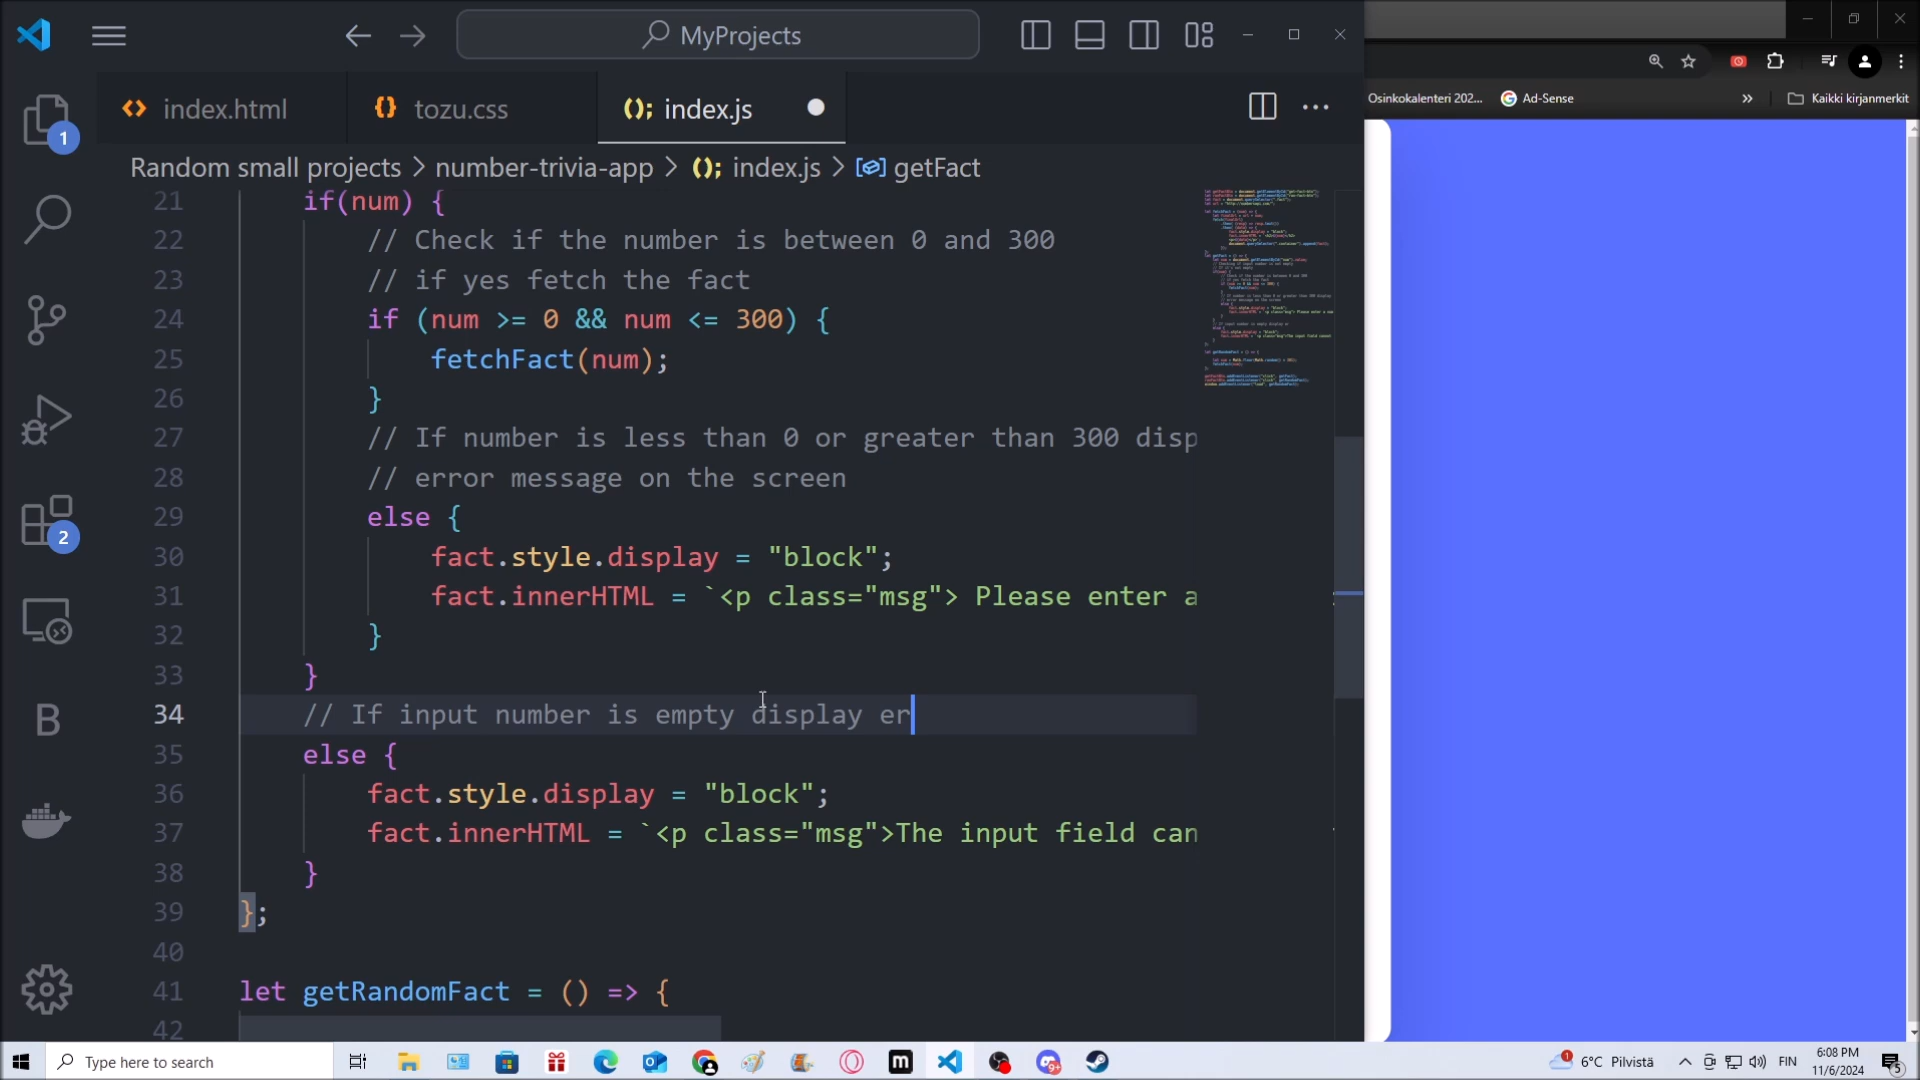 MyProjects
Osinkokalenteri 202...
Ad-Sense
»
Kaikki kirjanmerkit
1
2
B
index.html
tozu.css
index.js
Random small projects > number-trivia-app > index.js > getFact
21 if(num) {
22 // Check if the number is between 0 and 300
23 // if yes fetch the fact
24 if (num >= 0 && num <= 300) {
25 fetchFact(num);
26 }
27 // If number is less than 0 or greater than 300 disp
28 // error message on the screen
29 else {
30 fact.style.display = "block";
31 fact.innerHTML = `<p class="msg"> Please enter a
32 }
33 }
34 // If input number is empty display er
35 else {
36 fact.style.display = "block";
37 fact.innerHTML = `<p class="msg">The input field can
38 }
39 };
40
41 let getRandomFact = () => {
42
Type here to search
m
9+
1
6°C Pilvistä
FIN
6:08 PM
11/6/2024
5